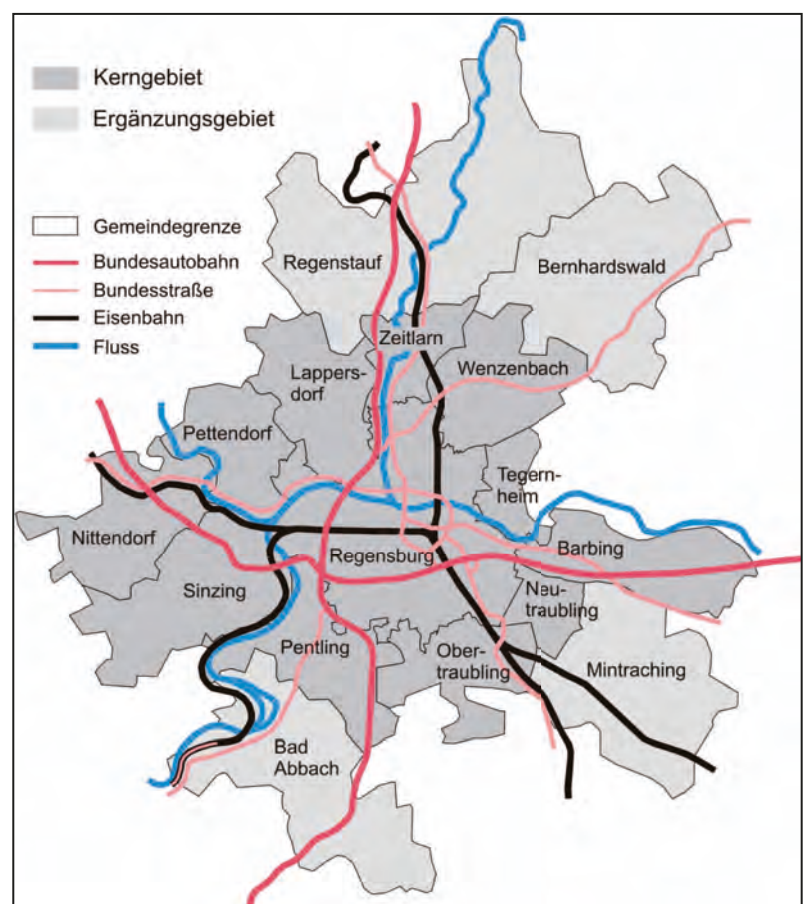 Kerngebiet
Ergänzungsgebiet
Gemeindegrenze
Bundesautobahn
Bundesstraße
Eisenbahn
Fluss
Regenstauf
Bernhardswald
Zeitlarn
Lappers-
dorf
Wenzenbach
Pettendorf
Tegern-
heim
Nittendorf
Regensburg
Barbing
Sinzing
Neu-
traubling
Pentling
Ober-
traubling
Mintraching
Bad
Abbach